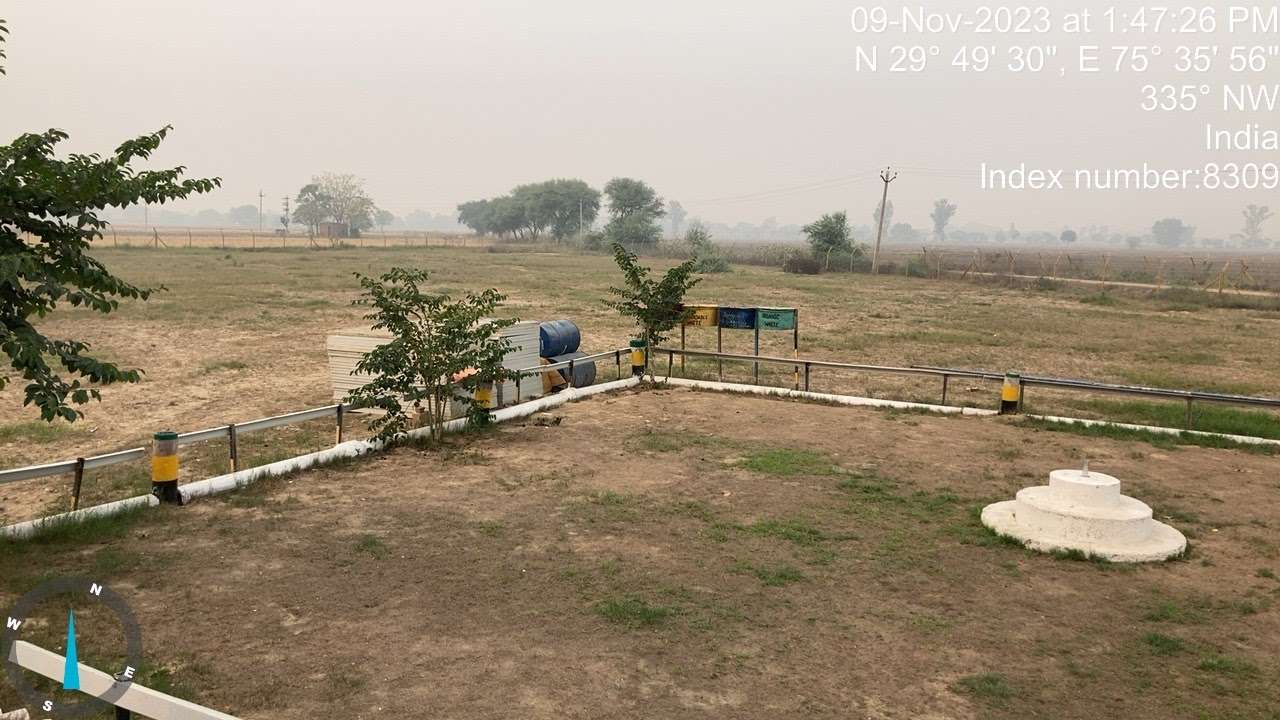 09-Nov-2023 at 1:47:26 PM
N 29° 49' 30", E 75° 35' 56"
335° NW
India
Index number:8309
WASTE
N
W
E
S